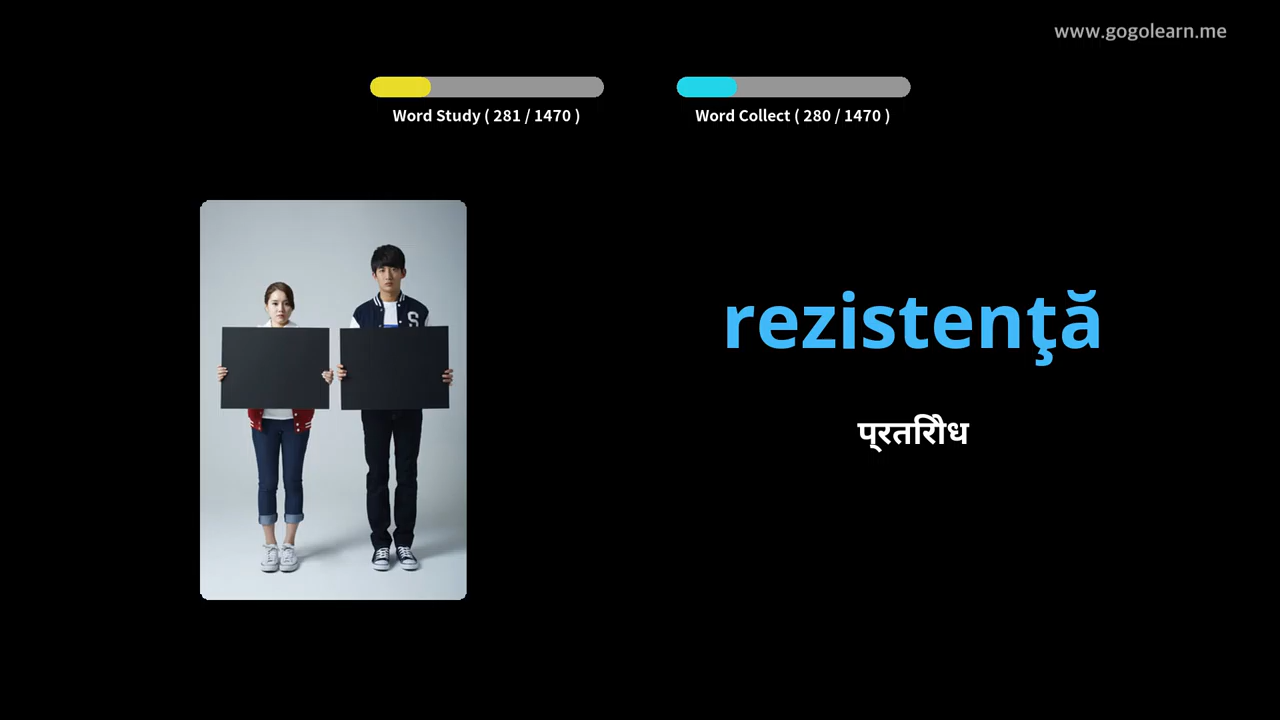 www.gogolearn.me
Word Study ( 281 / 1470 )
Word Collect ( 280 / 1470 )
S
rezistenţă
प्रतिरोध